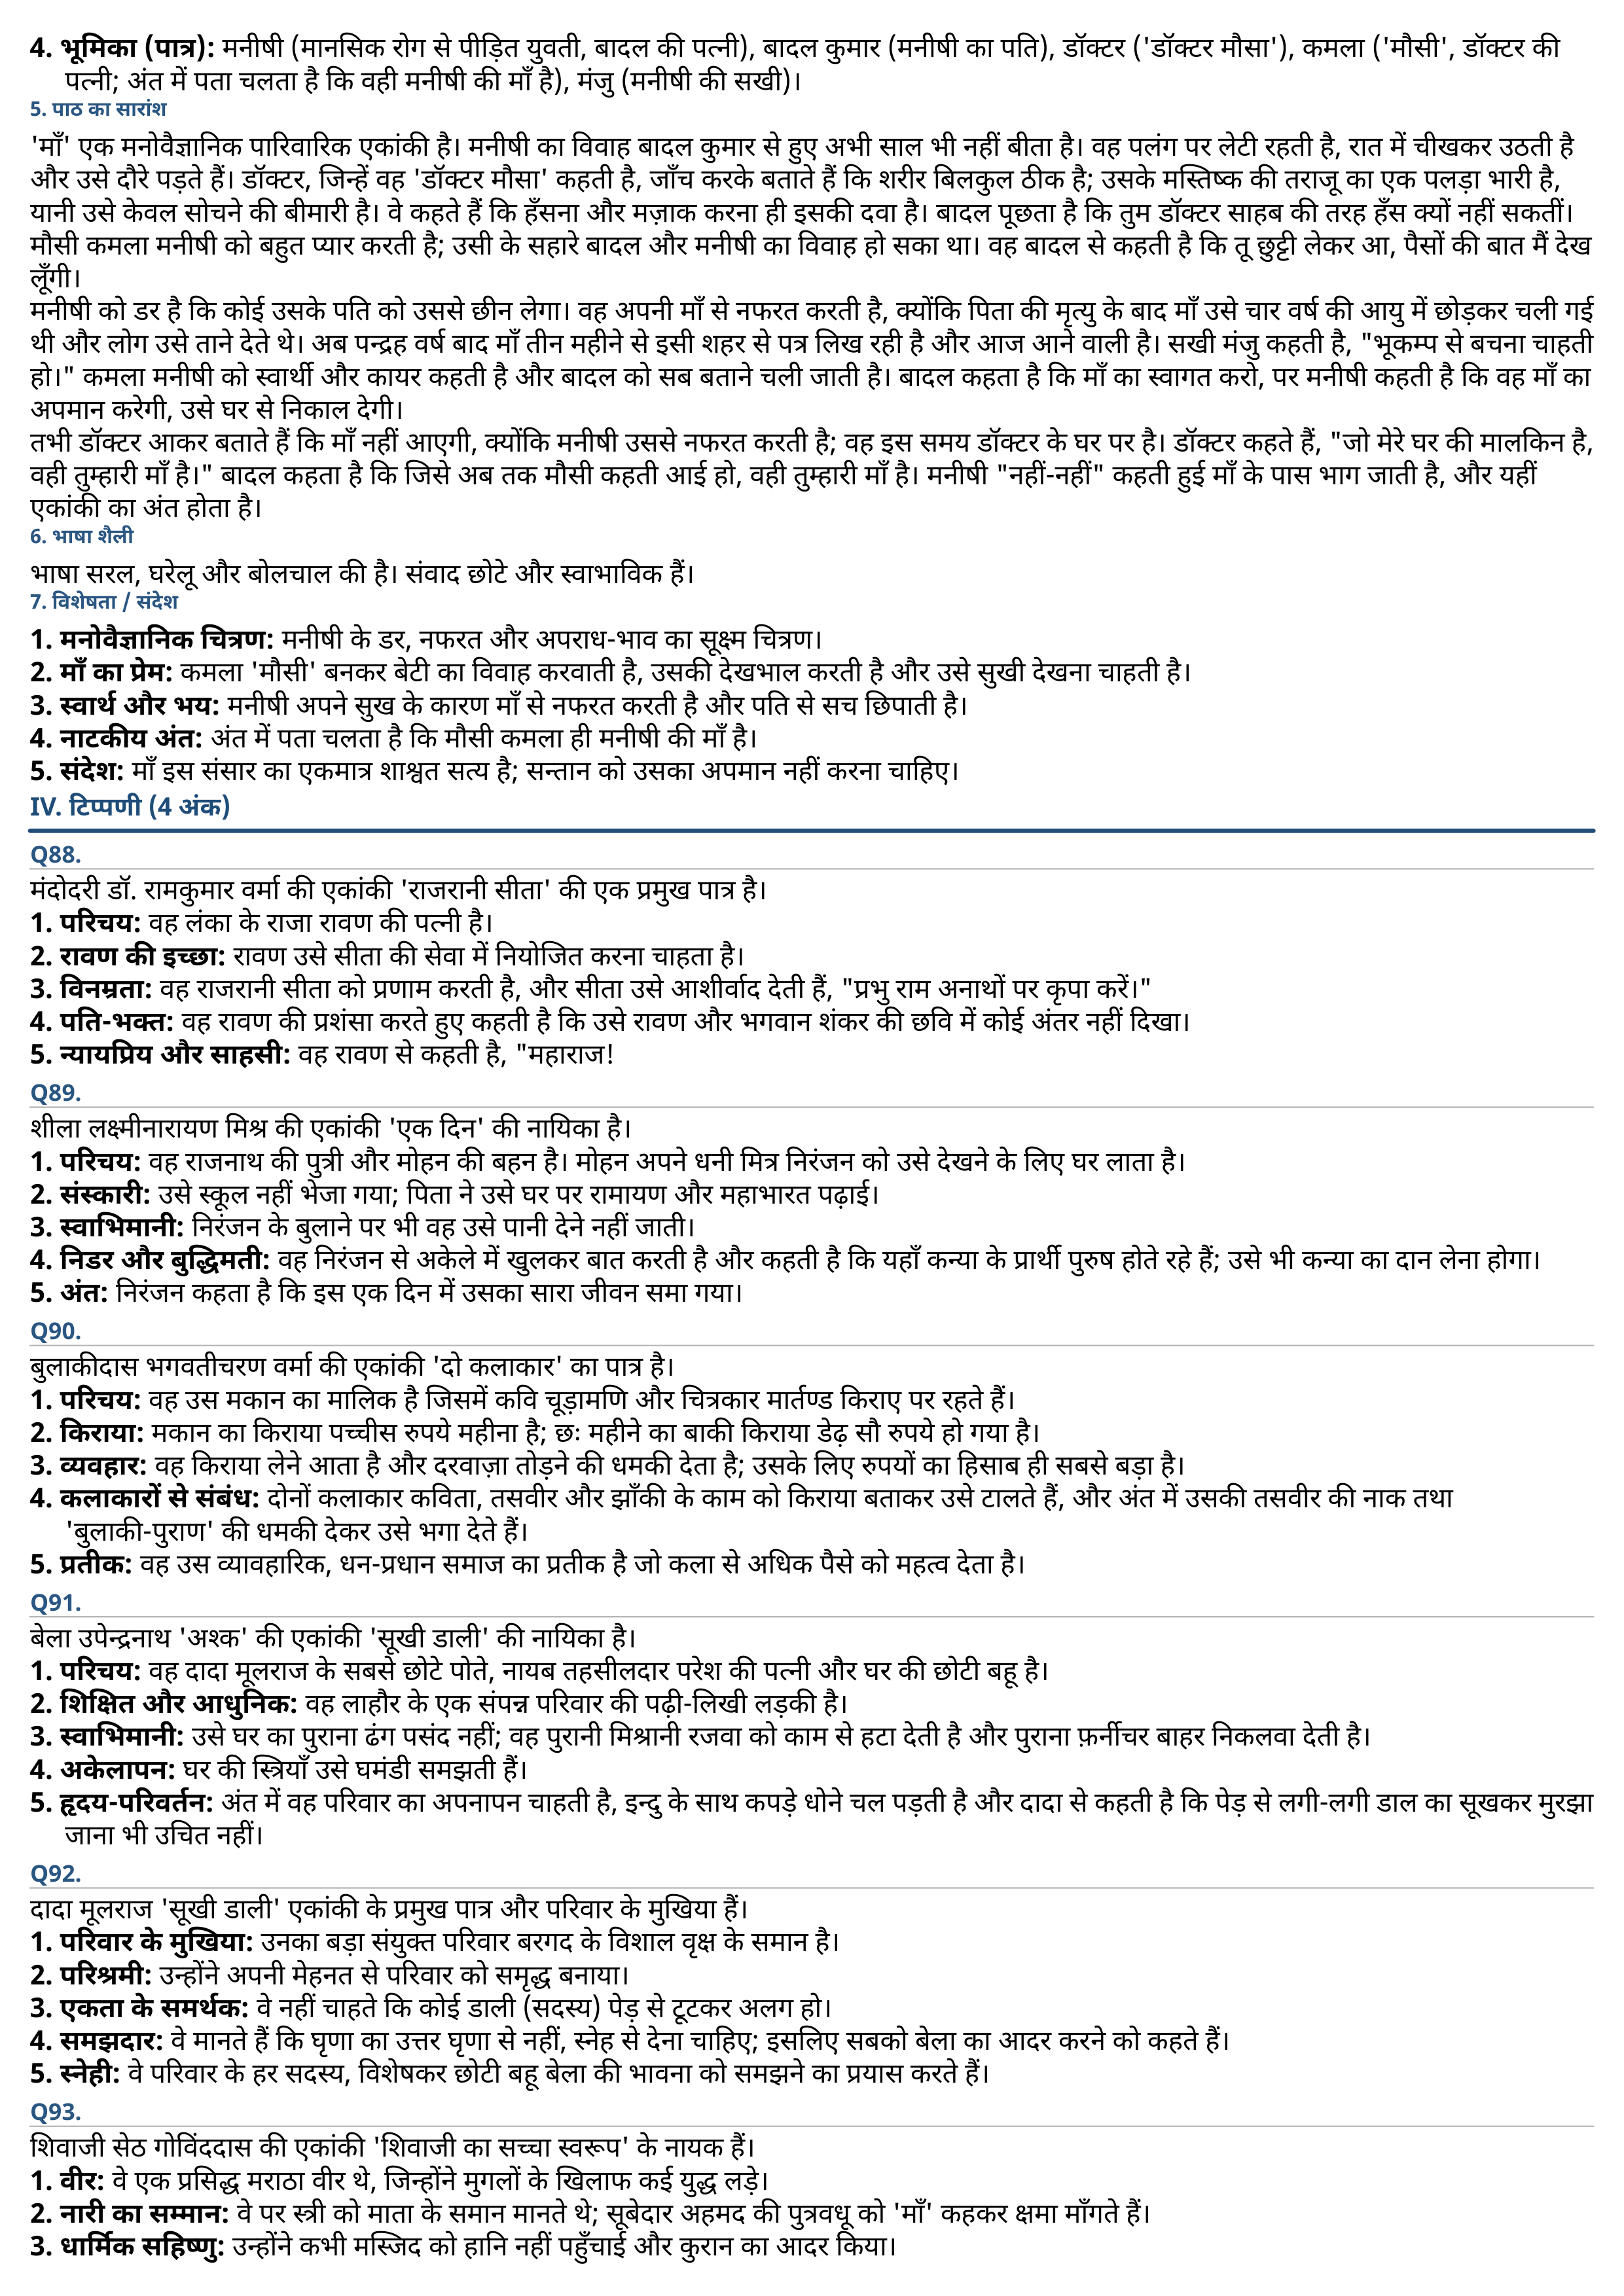 4. भूमिका (पात्र): मनीषी (मानसिक रोग से पीड़ित युवती, बादल की पत्नी), बादल कुमार (मनीषी का पति), डॉक्टर ('डॉक्टर मौसा'), कमला ('मौसी', डॉक्टर की
पत्नी; अंत में पता चलता है कि वही मनीषी की माँ है), मंजु (मनीषी की सखी)।
5. पाठ का सारांश
'माँ' एक मनोवैज्ञानिक पारिवारिक एकांकी है। मनीषी का विवाह बादल कुमार से हुए अभी साल भी नहीं बीता है। वह पलंग पर लेटी रहती है, रात में चीखकर उठती है
और उसे दौरे पड़ते हैं। डॉक्टर, जिन्हें वह 'डॉक्टर मौसा' कहती है, जाँच करके बताते हैं कि शरीर बिलकुल ठीक है; उसके मस्तिष्क की तराजू का एक पलड़ा भारी है,
यानी उसे केवल सोचने की बीमारी है। वे कहते हैं कि हँसना और मज़ाक करना ही इसकी दवा है। बादल पूछता है कि तुम डॉक्टर साहब की तरह हँस क्यों नहीं सकतीं।
मौसी कमला मनीषी को बहुत प्यार करती है; उसी के सहारे बादल और मनीषी का विवाह हो सका था। वह बादल से कहती है कि तू छुट्टी लेकर आ, पैसों की बात मैं देख
लूँगी।
मनीषी को डर है कि कोई उसके पति को उससे छीन लेगा। वह अपनी माँ से नफरत करती है, क्योंकि पिता की मृत्यु के बाद माँ उसे चार वर्ष की आयु में छोड़कर चली गई
थी और लोग उसे ताने देते थे। अब पन्द्रह वर्ष बाद माँ तीन महीने से इसी शहर से पत्र लिख रही है और आज आने वाली है। सखी मंजु कहती है, "भूकम्प से बचना चाहती
हो।" कमला मनीषी को स्वार्थी और कायर कहती है और बादल को सब बताने चली जाती है। बादल कहता है कि माँ का स्वागत करो, पर मनीषी कहती है कि वह माँ का
अपमान करेगी, उसे घर से निकाल देगी।
तभी डॉक्टर आकर बताते हैं कि माँ नहीं आएगी, क्योंकि मनीषी उससे नफरत करती है; वह इस समय डॉक्टर के घर पर है। डॉक्टर कहते हैं, "जो मेरे घर की मालकिन है,
वही तुम्हारी माँ है।" बादल कहता है कि जिसे अब तक मौसी कहती आई हो, वही तुम्हारी माँ है। मनीषी "नहीं-नहीं" कहती हुई माँ के पास भाग जाती है, और यहीं
एकांकी का अंत होता है।
6. भाषा शैली
भाषा सरल, घरेलू और बोलचाल की है। संवाद छोटे और स्वाभाविक हैं।
7. विशेषता / संदेश
1. मनोवैज्ञानिक चित्रण: मनीषी के डर, नफरत और अपराध-भाव का सूक्ष्म चित्रण।
2. माँ का प्रेम: कमला 'मौसी' बनकर बेटी का विवाह करवाती है, उसकी देखभाल करती है और उसे सुखी देखना चाहती है।
3. स्वार्थ और भय: मनीषी अपने सुख के कारण माँ से नफरत करती है और पति से सच छिपाती है।
4. नाटकीय अंत: अंत में पता चलता है कि मौसी कमला ही मनीषी की माँ है।
5. संदेश: माँ इस संसार का एकमात्र शाश्वत सत्य है; सन्तान को उसका अपमान नहीं करना चाहिए।
IV. टिप्पणी (4 अंक)
Q88.
मंदोदरी डॉ. रामकुमार वर्मा की एकांकी 'राजरानी सीता' की एक प्रमुख पात्र है।
1. परिचय: वह लंका के राजा रावण की पत्नी है।
2. रावण की इच्छा: रावण उसे सीता की सेवा में नियोजित करना चाहता है।
3. विनम्रता: वह राजरानी सीता को प्रणाम करती है, और सीता उसे आशीर्वाद देती हैं, "प्रभु राम अनाथों पर कृपा करें।"
4. पति-भक्त: वह रावण की प्रशंसा करते हुए कहती है कि उसे रावण और भगवान शंकर की छवि में कोई अंतर नहीं दिखा।
5. न्यायप्रिय और साहसी: वह रावण से कहती है, "महाराज!
Q89.
शीला लक्ष्मीनारायण मिश्र की एकांकी 'एक दिन' की नायिका है।
1. परिचय: वह राजनाथ की पुत्री और मोहन की बहन है। मोहन अपने धनी मित्र निरंजन को उसे देखने के लिए घर लाता है।
2. संस्कारी: उसे स्कूल नहीं भेजा गया; पिता ने उसे घर पर रामायण और महाभारत पढ़ाई।
3. स्वाभिमानी: निरंजन के बुलाने पर भी वह उसे पानी देने नहीं जाती।
4. निडर और बुद्धिमती: वह निरंजन से अकेले में खुलकर बात करती है और कहती है कि यहाँ कन्या के प्रार्थी पुरुष होते रहे हैं; उसे भी कन्या का दान लेना होगा।
5. अंत: निरंजन कहता है कि इस एक दिन में उसका सारा जीवन समा गया।
Q90.
बुलाकीदास भगवतीचरण वर्मा की एकांकी 'दो कलाकार' का पात्र है।
1. परिचय: वह उस मकान का मालिक है जिसमें कवि चूड़ामणि और चित्रकार मार्तण्ड किराए पर रहते हैं।
2. किराया: मकान का किराया पच्चीस रुपये महीना है; छः महीने का बाकी किराया डेढ़ सौ रुपये हो गया है।
3. व्यवहार: वह किराया लेने आता है और दरवाज़ा तोड़ने की धमकी देता है; उसके लिए रुपयों का हिसाब ही सबसे बड़ा है।
4. कलाकारों से संबंध: दोनों कलाकार कविता, तसवीर और झाँकी के काम को किराया बताकर उसे टालते हैं, और अंत में उसकी तसवीर की नाक तथा
'बुलाकी-पुराण' की धमकी देकर उसे भगा देते हैं।
5. प्रतीक: वह उस व्यावहारिक, धन-प्रधान समाज का प्रतीक है जो कला से अधिक पैसे को महत्व देता है।
Q91.
बेला उपेन्द्रनाथ 'अश्क' की एकांकी 'सूखी डाली' की नायिका है।
1. परिचय: वह दादा मूलराज के सबसे छोटे पोते, नायब तहसीलदार परेश की पत्नी और घर की छोटी बहू है।
2. शिक्षित और आधुनिक: वह लाहौर के एक संपन्न परिवार की पढ़ी-लिखी लड़की है।
3. स्वाभिमानी: उसे घर का पुराना ढंग पसंद नहीं; वह पुरानी मिश्रानी रजवा को काम से हटा देती है और पुराना फ़र्नीचर बाहर निकलवा देती है।
4. अकेलापन: घर की स्त्रियाँ उसे घमंडी समझती हैं।
5. हृदय-परिवर्तन: अंत में वह परिवार का अपनापन चाहती है, इन्दु के साथ कपड़े धोने चल पड़ती है और दादा से कहती है कि पेड़ से लगी-लगी डाल का सूखकर मुरझा
जाना भी उचित नहीं।
Q92.
दादा मूलराज 'सूखी डाली' एकांकी के प्रमुख पात्र और परिवार के मुखिया हैं।
1. परिवार के मुखिया: उनका बड़ा संयुक्त परिवार बरगद के विशाल वृक्ष के समान है।
2. परिश्रमी: उन्होंने अपनी मेहनत से परिवार को समृद्ध बनाया।
3. एकता के समर्थक: वे नहीं चाहते कि कोई डाली (सदस्य) पेड़ से टूटकर अलग हो।
4. समझदार: वे मानते हैं कि घृणा का उत्तर घृणा से नहीं, स्नेह से देना चाहिए; इसलिए सबको बेला का आदर करने को कहते हैं।
5. स्नेही: वे परिवार के हर सदस्य, विशेषकर छोटी बहू बेला की भावना को समझने का प्रयास करते हैं।
Q93.
शिवाजी सेठ गोविंददास की एकांकी 'शिवाजी का सच्चा स्वरूप' के नायक हैं।
1. वीर: वे एक प्रसिद्ध मराठा वीर थे, जिन्होंने मुगलों के खिलाफ कई युद्ध लड़े।
2. नारी का सम्मान: वे पर स्त्री को माता के समान मानते थे; सूबेदार अहमद की पुत्रवधू को 'माँ' कहकर क्षमा माँगते हैं।
3. धार्मिक सहिष्णु: उन्होंने कभी मस्जिद को हानि नहीं पहुँचाई और कुरान का आदर किया।